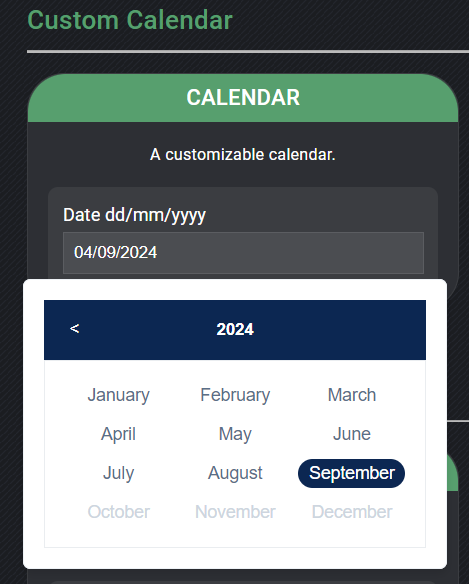 Custom Calendar
CALENDAR
A customizable calendar.
Date dd/mm/yyyy
04/09/2024
< 2024
January February March
April May June
July August September
October November December